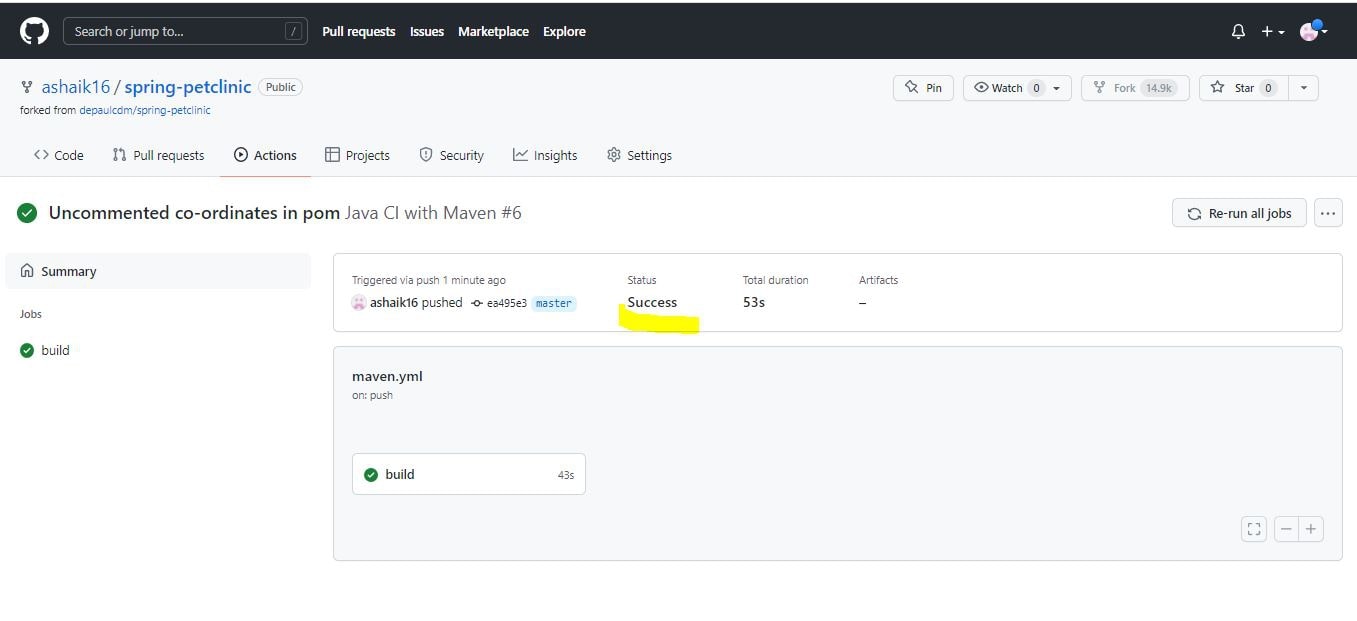 Search or jump to... / Pull requests Issues Marketplace Explore
ashaik16 / spring-petclinic Public Pin Watch 0 Fork 14.9k Star 0
forked from depaulcdm/spring-petclinic
Code Pull requests Actions Projects Security Insights Settings
Uncommented co-ordinates in pom Java CI with Maven #6 Re-run all jobs ...
Summary
Jobs
build
Triggered via push 1 minute ago Status Total duration Artifacts
ashaik16 pushed ea495e3 master Success 53s –
maven.yml
on: push
build 43s